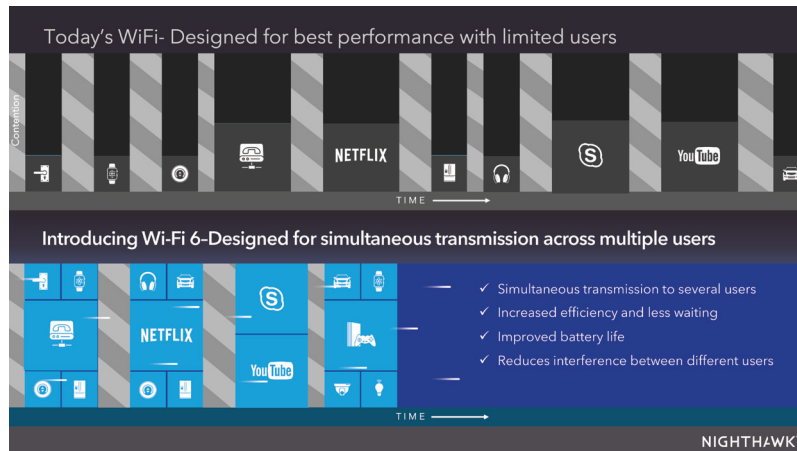 Today's WiFi- Designed for best performance with limited users
Contention
NETFLIX
S
YouTube
TIME
Introducing Wi-Fi 6–Designed for simultaneous transmission across multiple users
S
NETFLIX
YouTube
✓ Simultaneous transmission to several users
✓ Increased efficiency and less waiting
✓ Improved battery life
✓ Reduces interference between different users
TIME
NIGHTHAWK